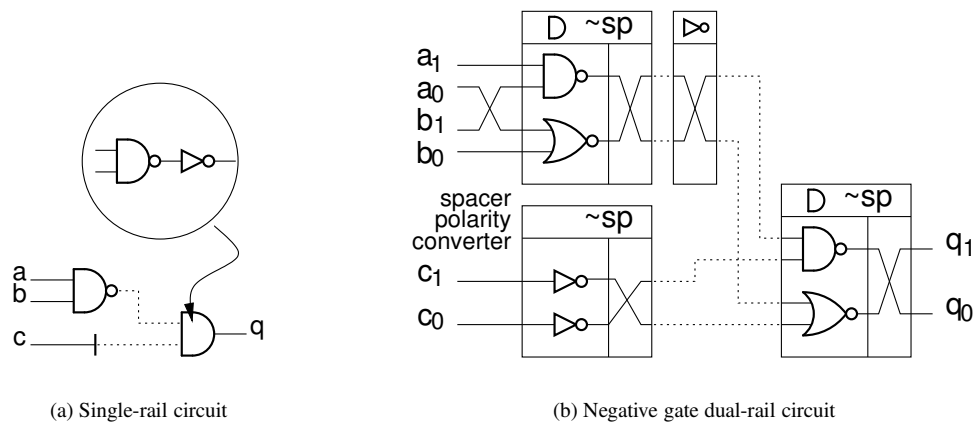 a
b
c
q
(a) Single-rail circuit
~sp
a1
a0
b1
b0
spacer
polarity
converter
~sp
c1
c0
~sp
q1
q0
(b) Negative gate dual-rail circuit